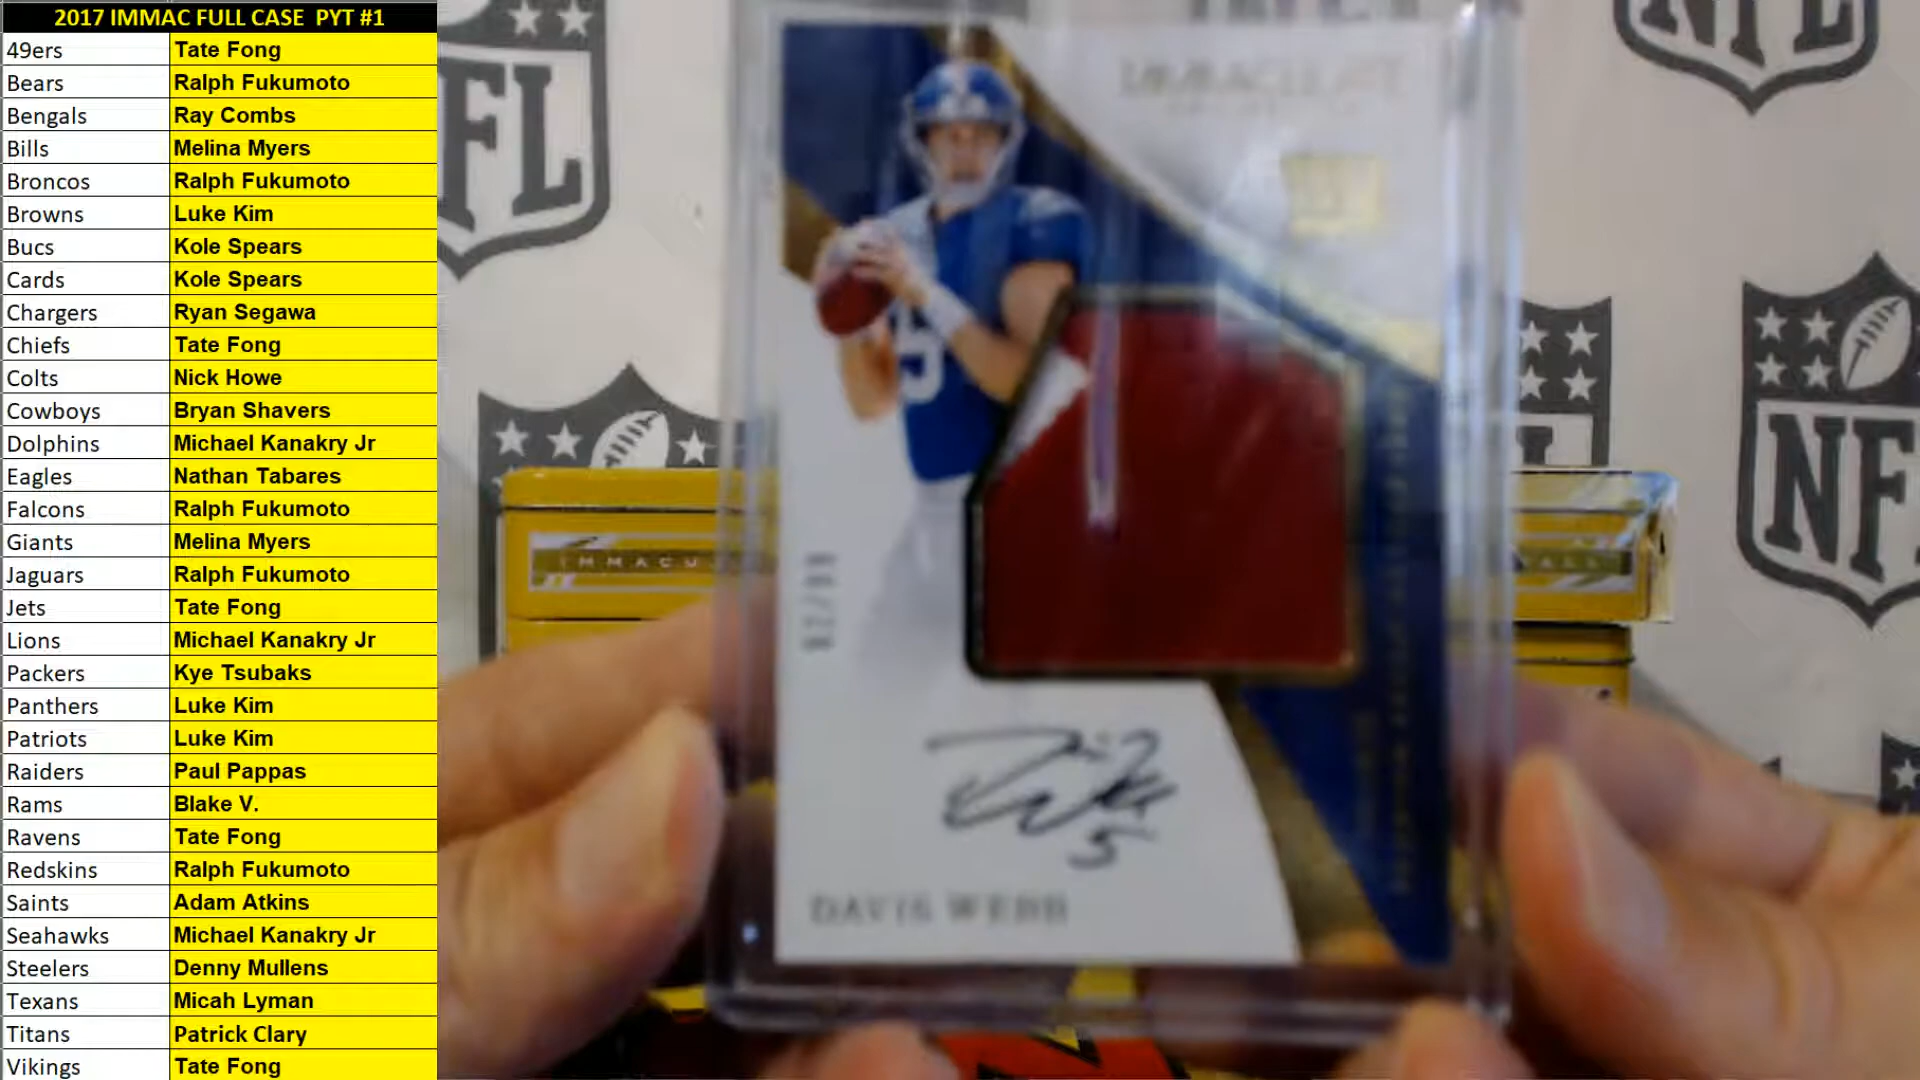 2017 IMMAC FULL CASE PYT #1
49ers Tate Fong
Bears Ralph Fukumoto
Bengals Ray Combs
Bills Melina Myers
Broncos Ralph Fukumoto
Browns Luke Kim
Bucs Kole Spears
Cards Kole Spears
Chargers Ryan Segawa
Chiefs Tate Fong
Colts Nick Howe
Cowboys Bryan Shavers
Dolphins Michael Kanakry Jr
Eagles Nathan Tabares
Falcons Ralph Fukumoto
Giants Melina Myers
Jaguars Ralph Fukumoto
Jets Tate Fong
Lions Michael Kanakry Jr
Packers Kye Tsubaks
Panthers Luke Kim
Patriots Luke Kim
Raiders Paul Pappas
Rams Blake V.
Ravens Tate Fong
Redskins Ralph Fukumoto
Saints Adam Atkins
Seahawks Michael Kanakry Jr
Steelers Denny Mullens
Texans Micah Lyman
Titans Patrick Clary
Vikings Tate Fong
IMMACULATE
5
DAVIS WEBB
NFL
NFL